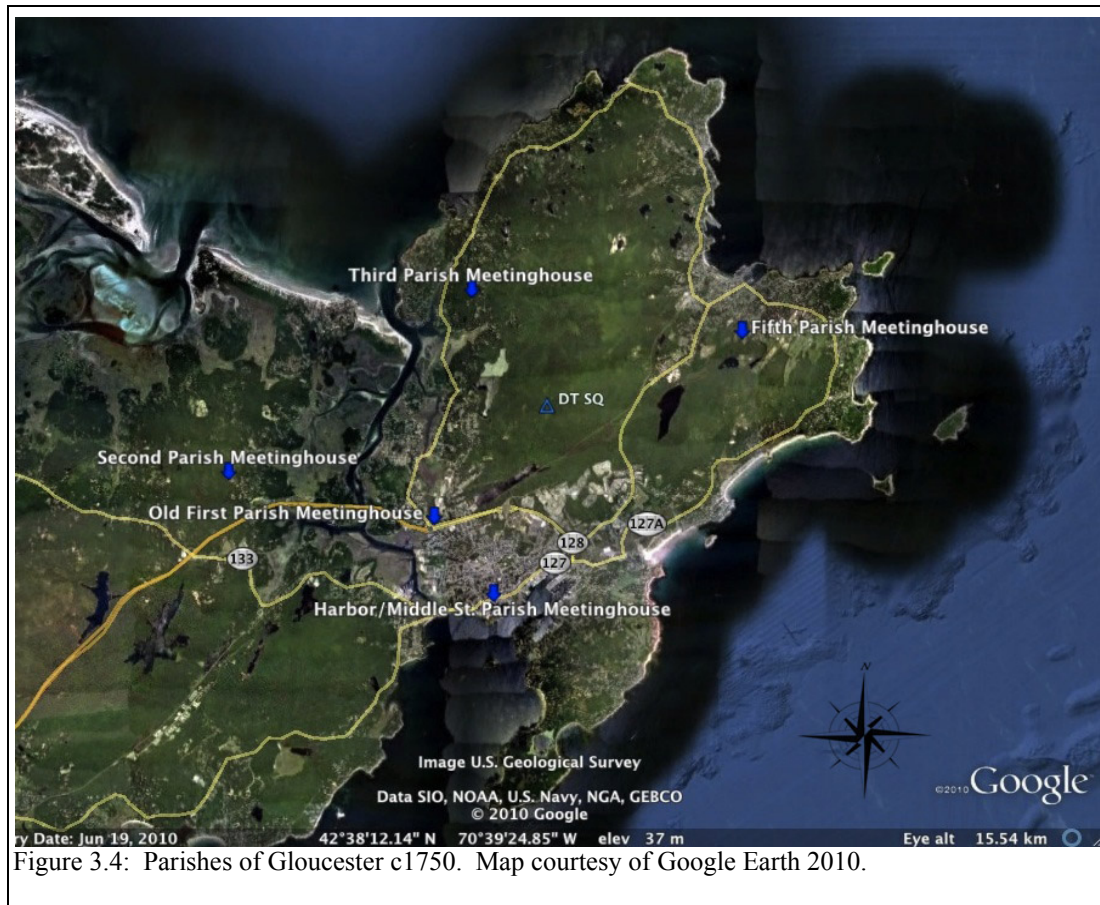 Third Parish Meetinghouse
Fifth Parish Meetinghouse
DT SQ
Second Parish Meetinghouse
Old First Parish Meetinghouse
127A
128
133
127
Harbor/Middle St. Parish Meetinghouse
N
Image U.S. Geological Survey
Data SIO, NOAA, U.S. Navy, NGA, GEBCO
© 2010 Google
©2010 Google
ry Date: Jun 19, 2010 42°38'12.14" N 70°39'24.85" W elev 37 m Eye alt 15.54 km
Figure 3.4: Parishes of Gloucester c1750. Map courtesy of Google Earth 2010.